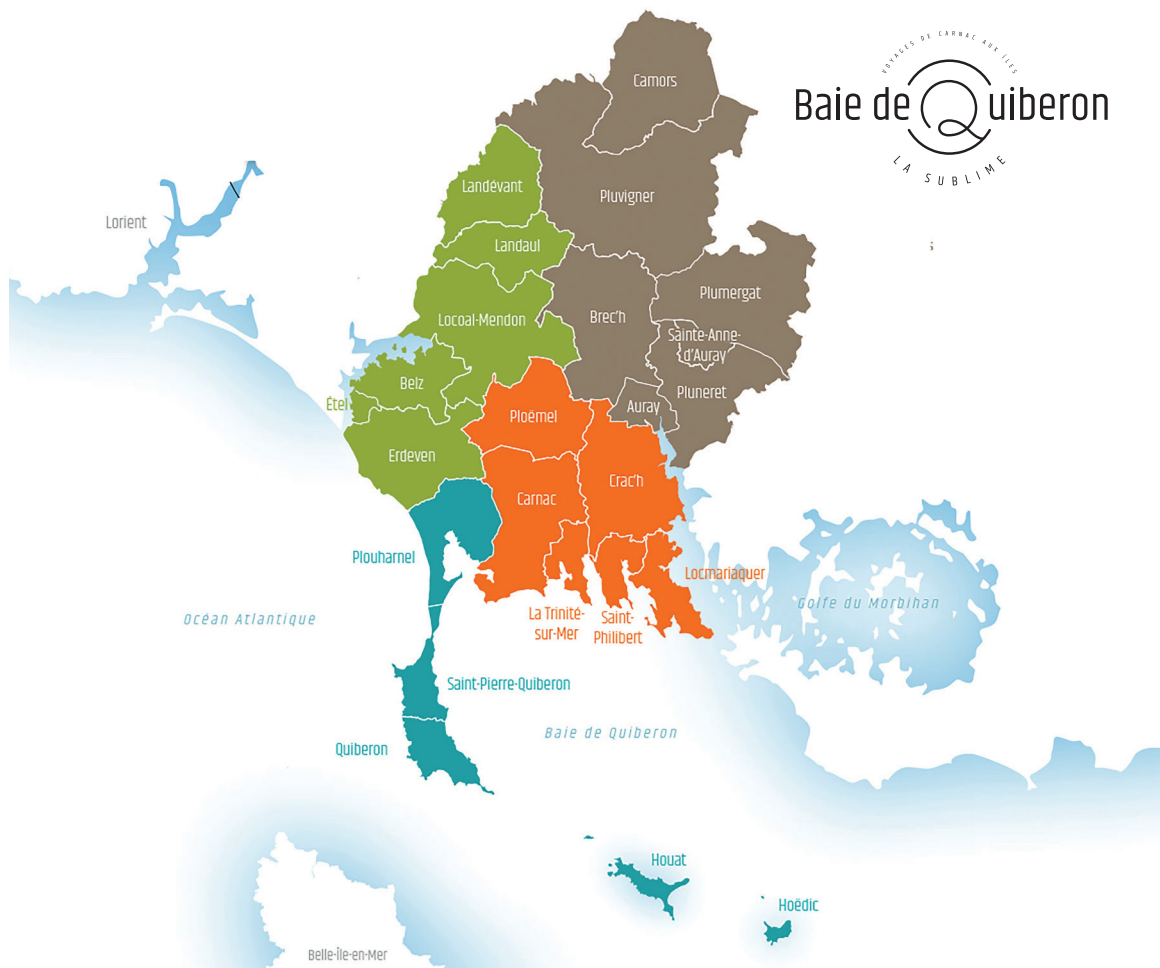 VOYAGES DE CARNAC AUX ÎLES
Baie de Quiberon
LA SUBLIME
Camors
Landévant
Pluvigner
Lorient
Landaul
Plumergat
Locoal-Mendon
Brec'h
Sainte-Anne-
d'Auray
Belz
Pluneret
Étel
Auray
Ploëmel
Erdeven
Crac'h
Carnac
Plouharnel
Locmariaquer
Golfe du Morbihan
Océan Atlantique
La Trinité-
sur-Mer
Saint-
Philibert
Saint-Pierre-Quiberon
Baie de Quiberon
Quiberon
Houat
Hoëdic
Belle-Île-en-Mer